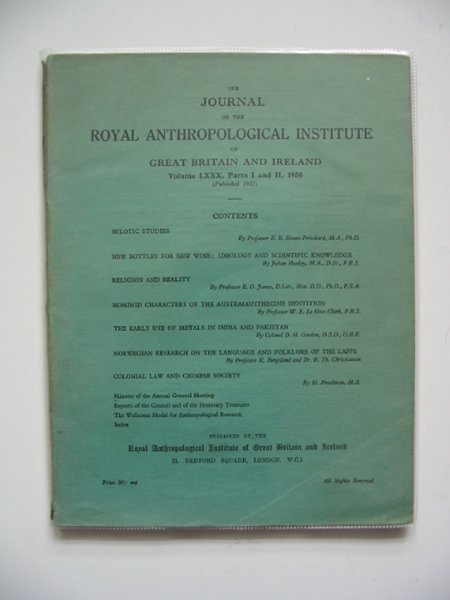 THE
JOURNAL
OF THE
ROYAL ANTHROPOLOGICAL INSTITUTE
OF
GREAT BRITAIN AND IRELAND
Volume LXXX, Parts I and II, 1950
(Published 1952)
CONTENTS
NILOTIC STUDIES
By Professor E. E. Evans-Pritchard, M.A., Ph.D.
NEW BOTTLES FOR NEW WINE: IDEOLOGY AND SCIENTIFIC KNOWLEDGE
By Julian Huxley, M.A., D.Sc., F.R.S.
RELIGION AND REALITY
By Professor E. O. James, D.Litt., Hon. D.D., Ph.D., F.S.A.
HOMINID CHARACTERS OF THE AUSTRALOPITHECINE DENTITION
By Professor W. E. Le Gros Clark, F.R.S.
THE EARLY USE OF METALS IN INDIA AND PAKISTAN
By Colonel D. H. Gordon, D.S.O., O.B.E.
NORWEGIAN RESEARCH ON THE LANGUAGE AND FOLKLORE OF THE LAPPS
By Professor K. Bergsland and Dr. R. Th. Christiansen
COLONIAL LAW AND CHINESE SOCIETY
By M. Freedman, M.A.
Minutes of the Annual General Meeting
Reports of the Council and of the Honorary Treasurer
The Wellcome Medal for Anthropological Research
Index
PUBLISHED BY THE
Royal Anthropological Institute of Great Britain and Ireland
21, BEDFORD SQUARE, LONDON, W.C.1
Price net
All Rights Reserved